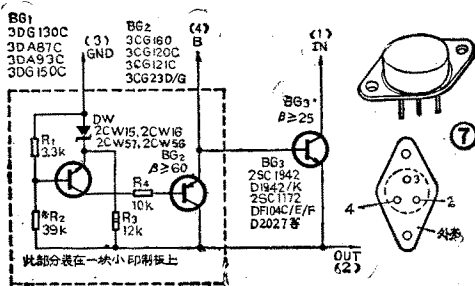 BG₁
3DG130C
3DA87C
3DA93C
3DG150C
(3)
GND
BG₂
3CG160
3CG120C
3CG121C
3CG23D/G
(4)
B
(1)
IN
DW
2CW15,2CW16
2CW57,2CW56
BG₂
β≥60
R₁
3.3k
R₄
10k
*R₂
39k
R₃
12k
此部分装在一块小印制板上
BG₃*
β≥25
BG₃
2SC1942
D1942/K
2SC1172
DF104C/E/F
D2027等
OUT
(2)
7
3
4
2
外壳